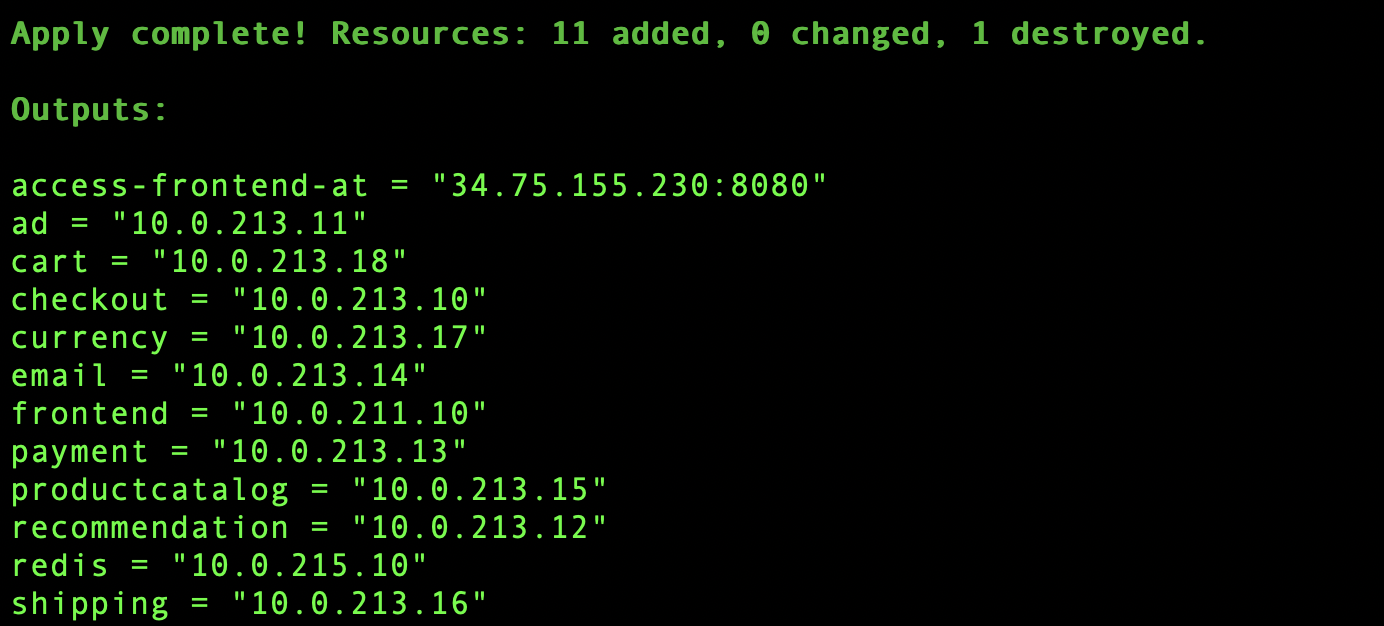 Apply complete! Resources: 11 added, 0 changed, 1 destroyed.
Outputs:
access-frontend-at = "34.75.155.230:8080"
ad = "10.0.213.11"
cart = "10.0.213.18"
checkout = "10.0.213.10"
currency = "10.0.213.17"
email = "10.0.213.14"
frontend = "10.0.211.10"
payment = "10.0.213.13"
productcatalog = "10.0.213.15"
recommendation = "10.0.213.12"
redis = "10.0.215.10"
shipping = "10.0.213.16"